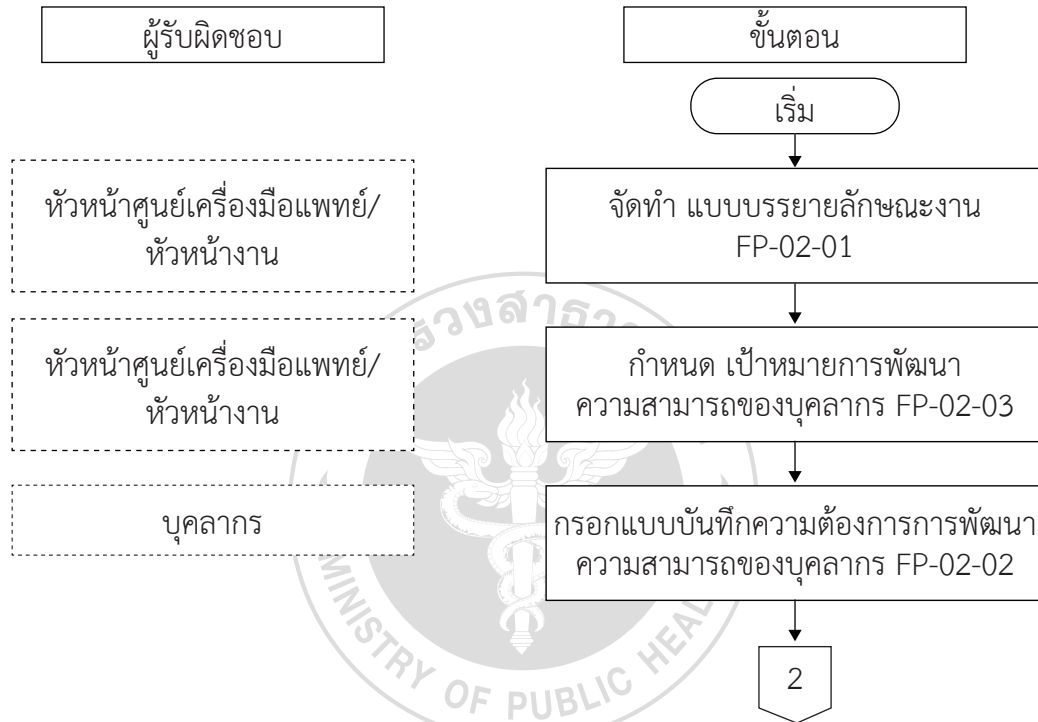 ผู้รับผิดชอบ
ขั้นตอน
เริ่ม
หัวหน้าศูนย์เครื่องมือแพทย์/
หัวหน้างาน
จัดทำ แบบบรรยายลักษณะงาน
FP-02-01
หัวหน้าศูนย์เครื่องมือแพทย์/
หัวหน้างาน
กำหนด เป้าหมายการพัฒนา
ความสามารถของบุคลากร FP-02-03
บุคลากร
กรอกแบบบันทึกความต้องการการพัฒนา
ความสามารถของบุคลากร FP-02-02
2
MINISTRY OF PUBLIC